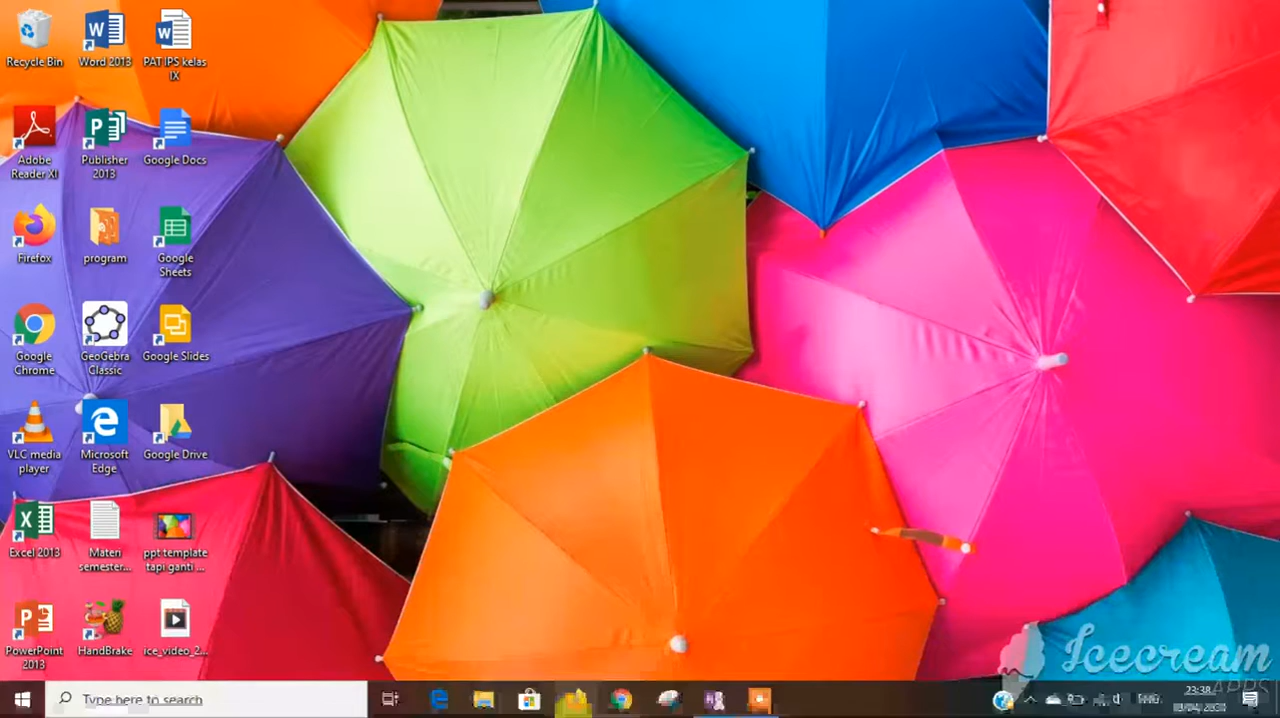 Recycle Bin
Word 2013
PAT IPS kelas
IX
Adobe
Reader XI
Publisher
2013
Google Docs
Firefox
program
Google
Sheets
Google
Chrome
GeoGebra
Classic
Google Slides
VLC media
player
Microsoft
Edge
Google Drive
Excel 2013
Materi
semester...
ppt template
tapi ganti ...
PowerPoint
2013
HandBrake
ice_video_2...
Icecream
APPS
Type here to search
23:38